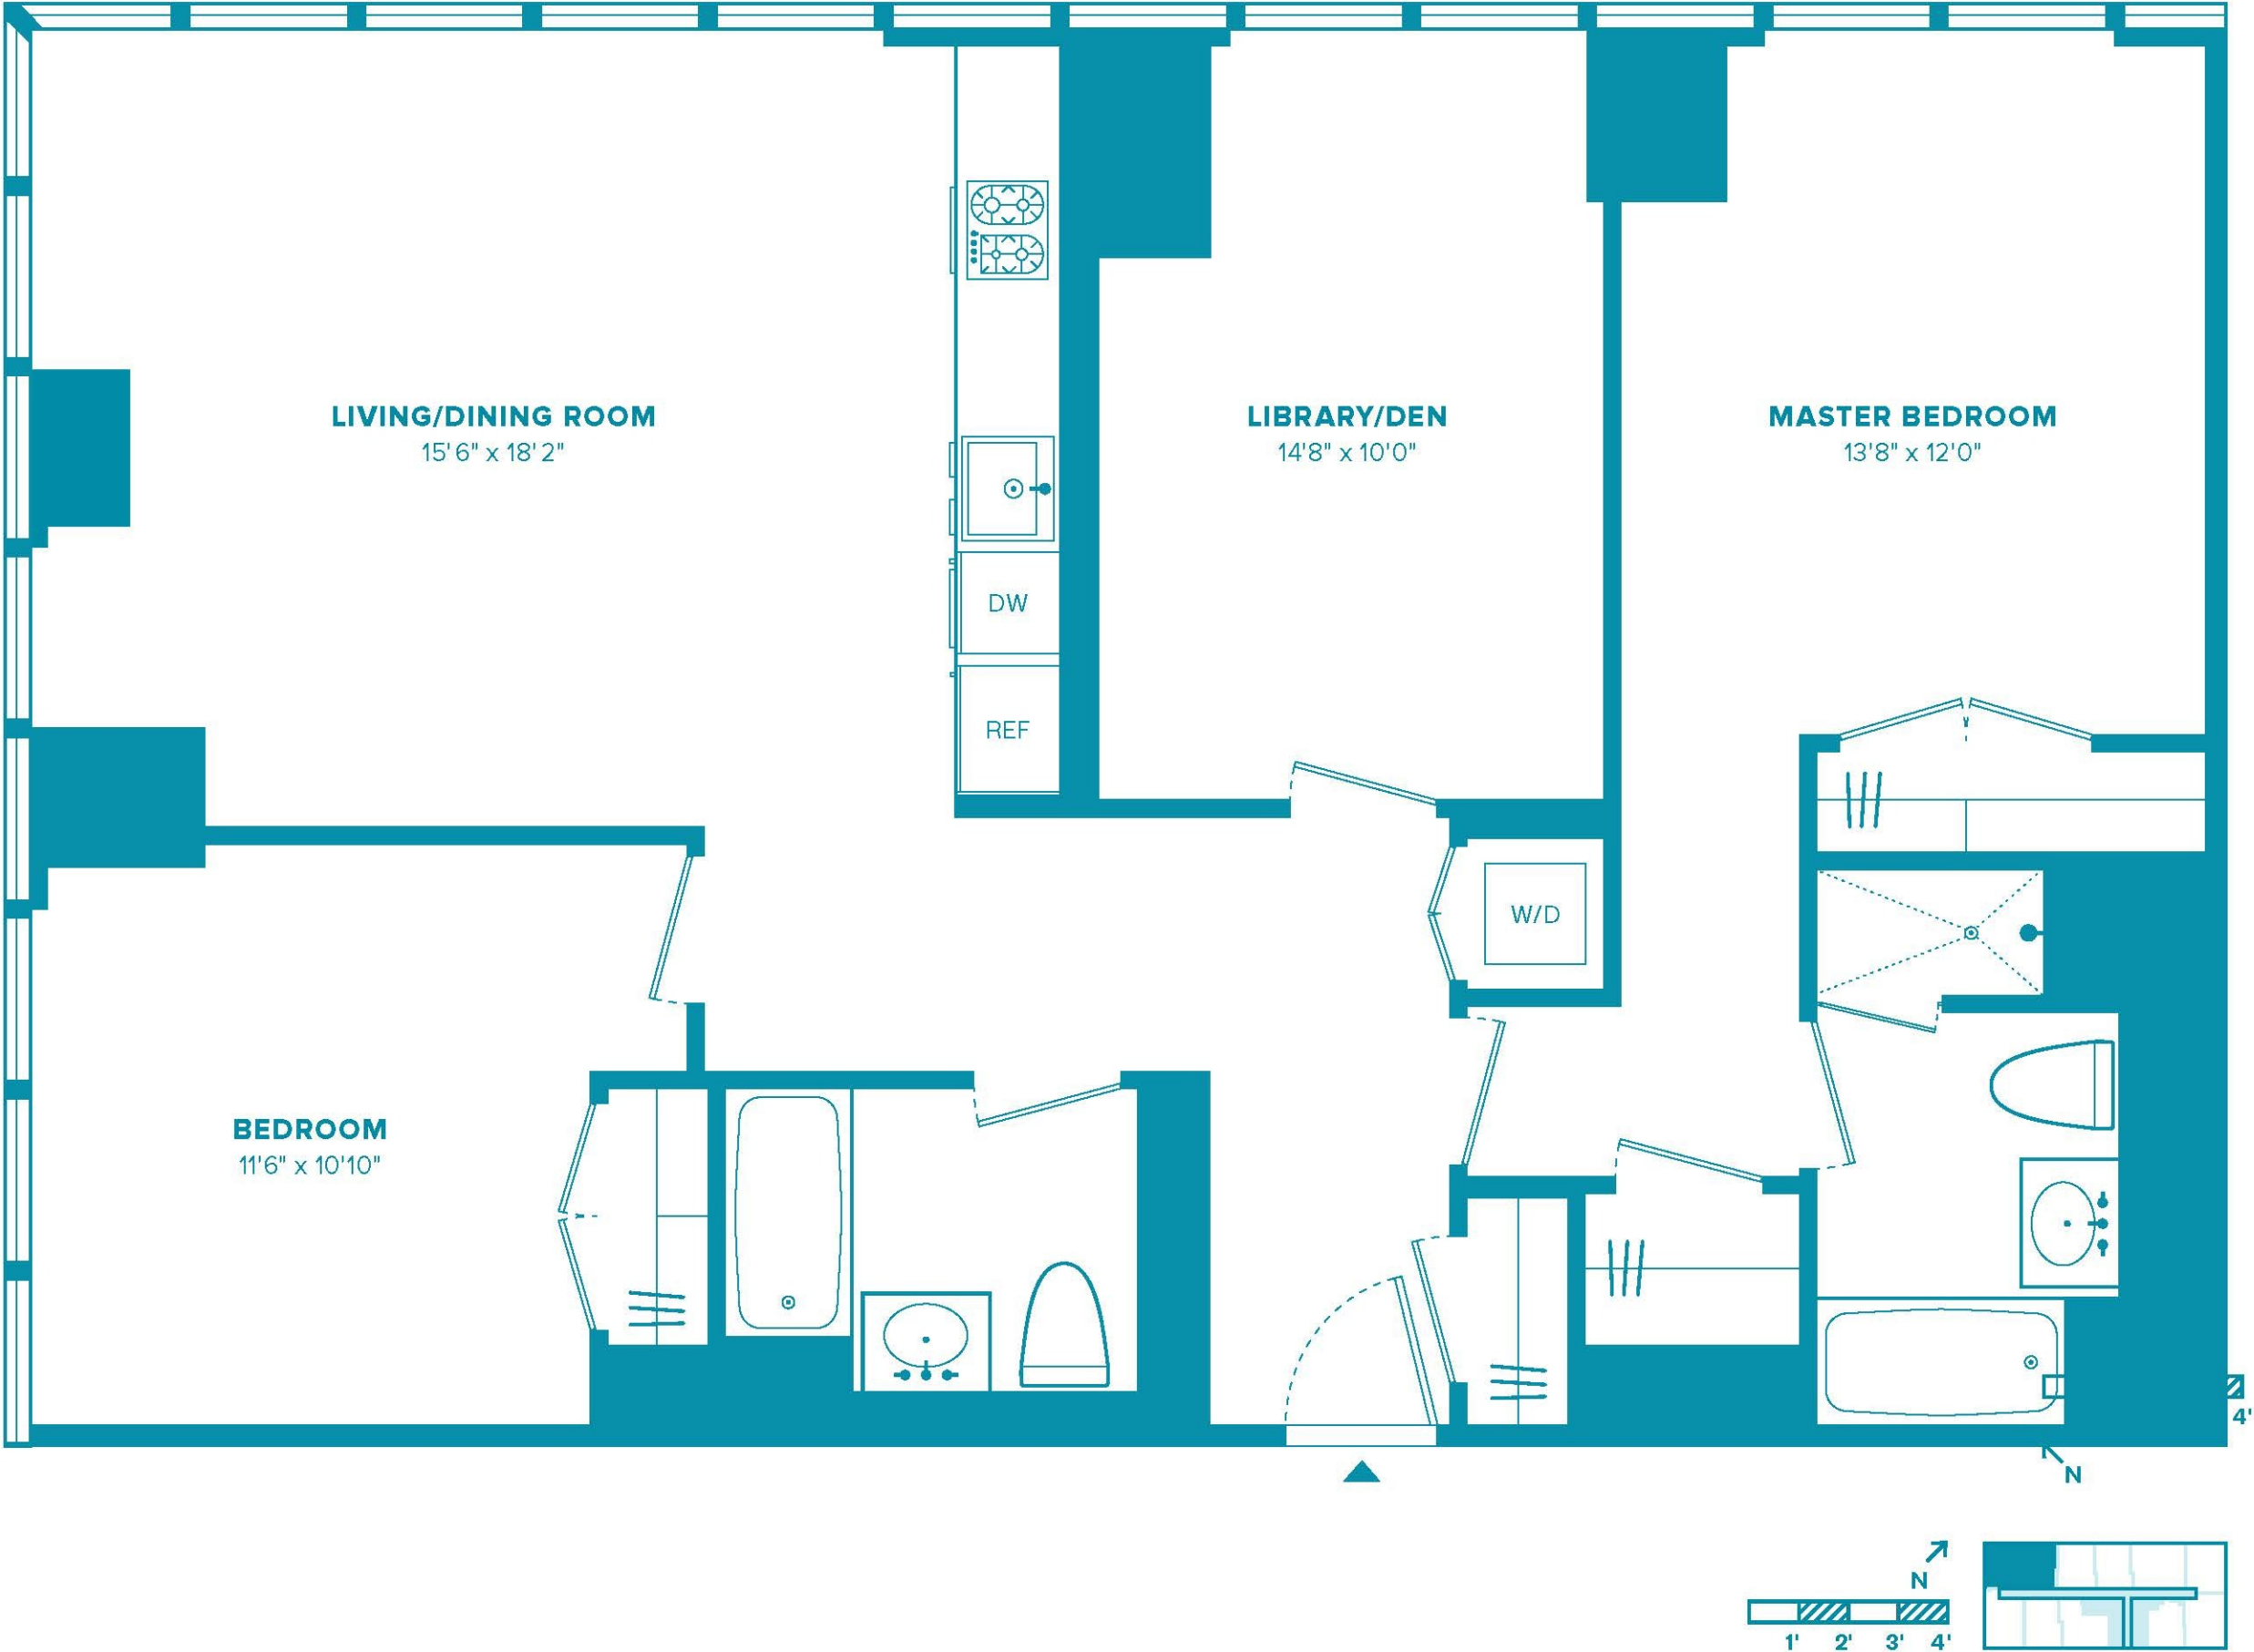 LIVING/DINING ROOM
15'6" x 18'2"
LIBRARY/DEN
14'8" x 10'0"
MASTER BEDROOM
13'8" x 12'0"
DW
REF
W/D
BEDROOM
11'6" x 10'10"
4'
N
N
1' 2' 3' 4'